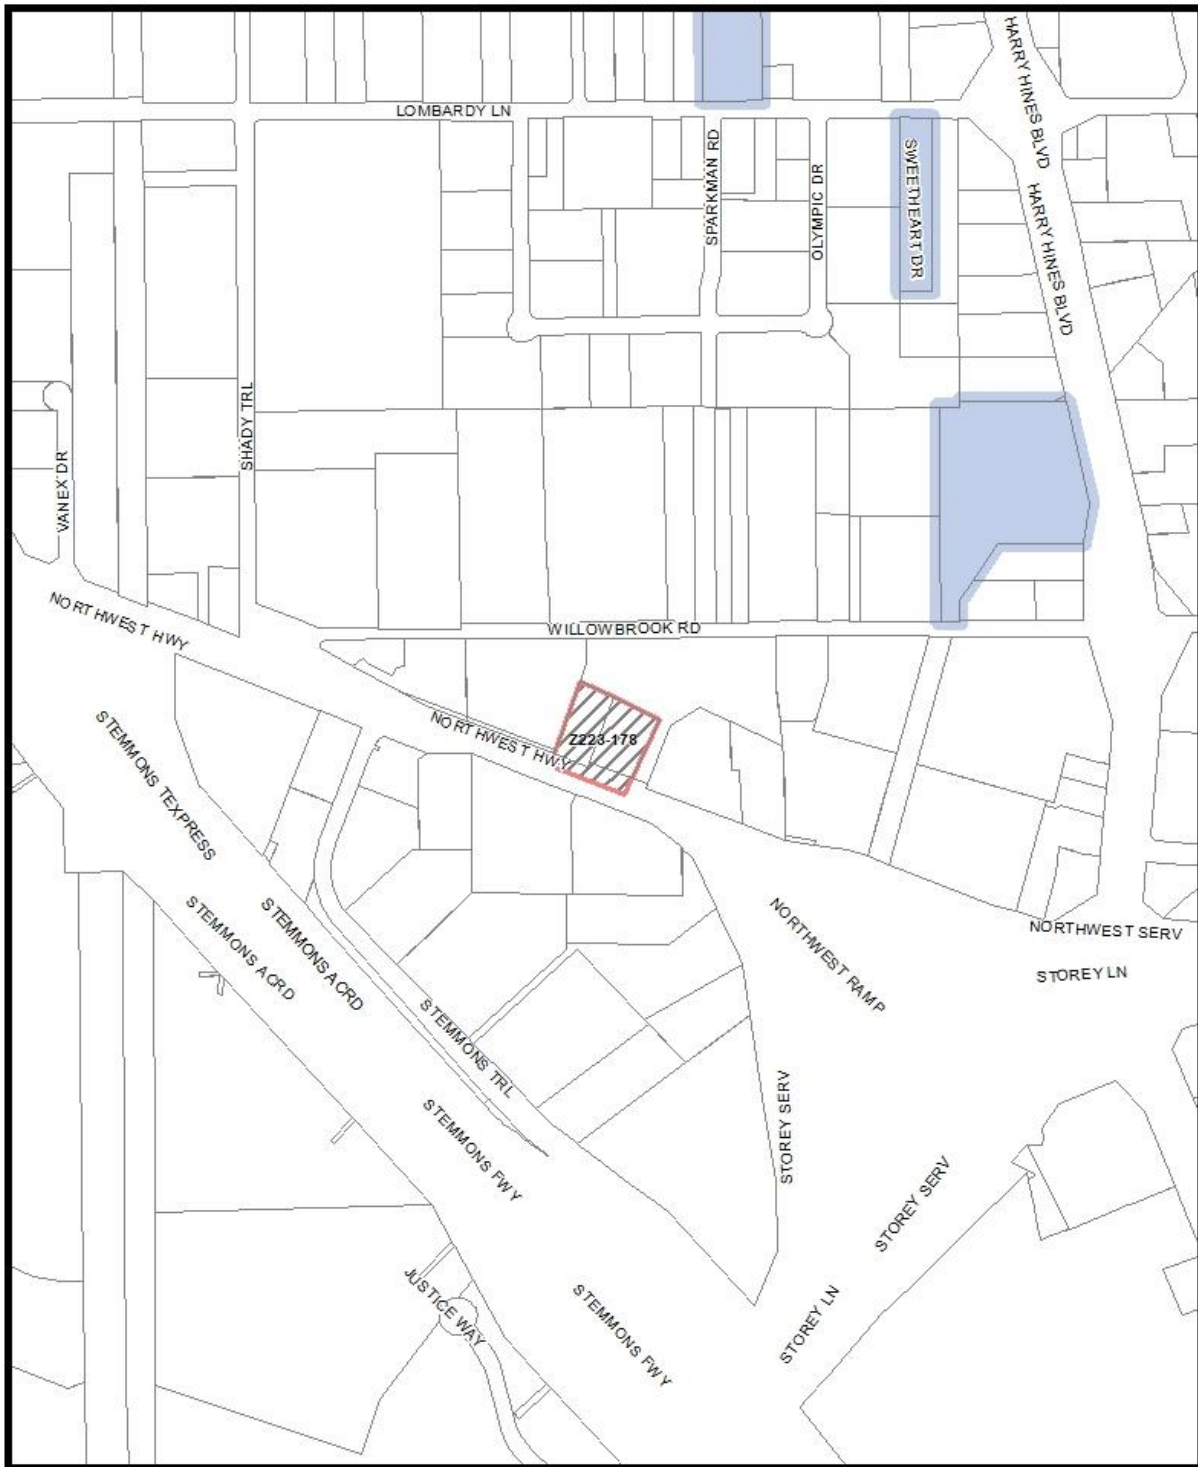 HARRY HINES BLVD
LOMBARDY LN
SPARKMAN RD
OLYMPIC DR
SWEETHEART DR
HARRY HINES BLVD
SHADY TRL
VANEX DR
NORTHWEST HWY
WILLOWBROOK RD
NORTHWEST HWY
Z223-178
STEMMONS TEXPRESS
STEMMONS ACRD
STEMMONS ACRD
NORTHWEST RAMP
NORTHWEST SERV
STOREY LN
STEMMONS TRL
STEMMONS FWY
STOREY SERV
STOREY SERV
JUSTICE WAY
STEMMONS FWY
STOREY LN